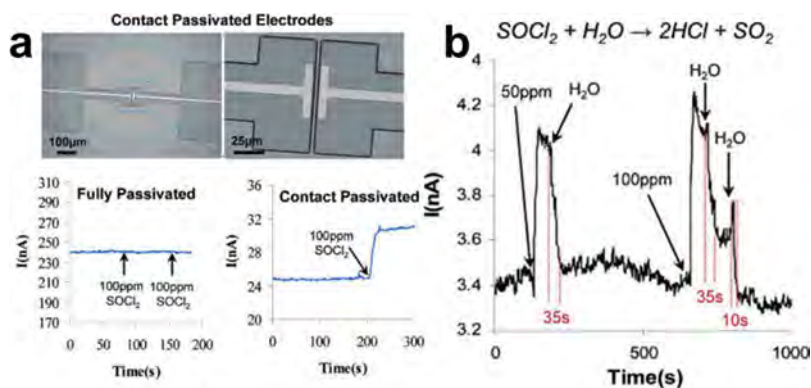 Contact Passivated Electrodes
a
100µm
25µm
Fully Passivated
I(nA)
310
290
270
250
230
210
190
170
100ppm
SOCl₂
100ppm
SOCl₂
0 50 100 150 200
Time(s)
Contact Passivated
I(nA)
36
32
28
24
20
100ppm
SOCl₂
0 100 200 300
Time(s)
b
SOCl₂ + H₂O → 2HCl + SO₂
I(nA)
4.4
4.2
4
3.8
3.6
3.4
3.2
50ppm
H₂O
35s
100ppm
H₂O
H₂O
35s
10s
0 500 1000
Time(s)